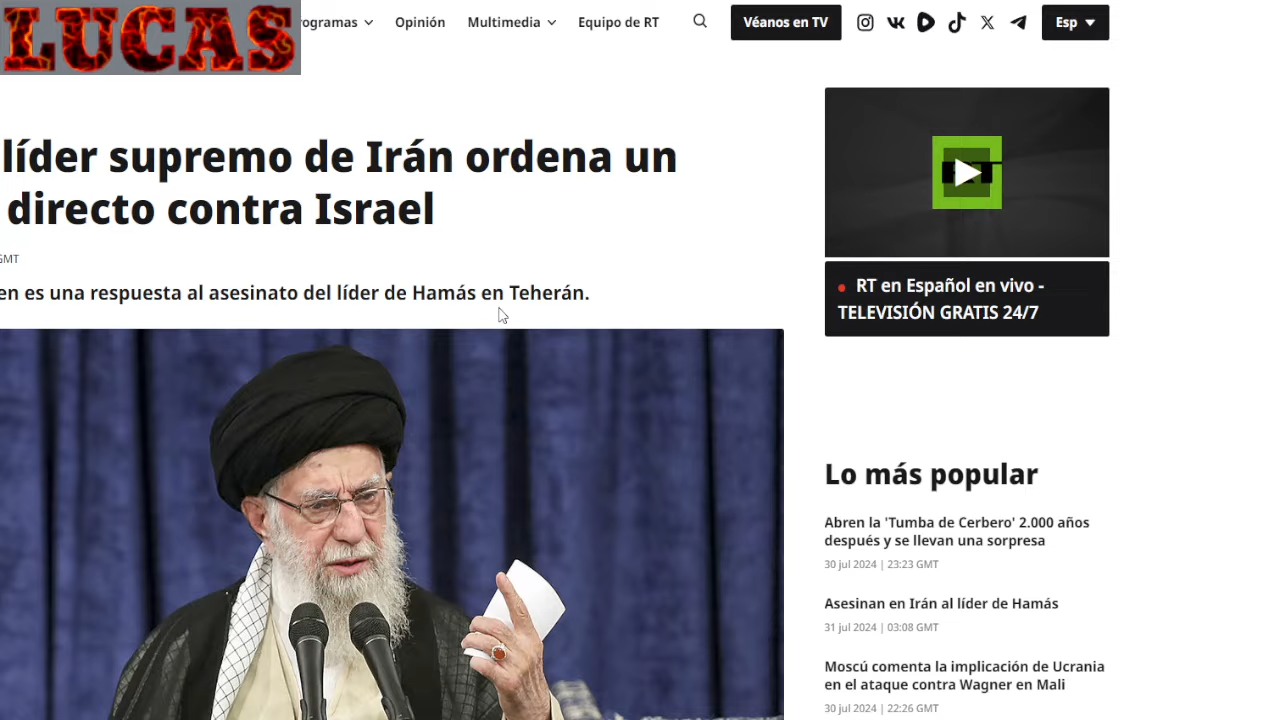 LUCAS
rogramas
Opinión
Multimedia
Equipo de RT
Véanos en TV
Esp
líder supremo de Irán ordena un
directo contra Israel
GMT
en es una respuesta al asesinato del líder de Hamás en Teherán.
RT
RT en Español en vivo -
TELEVISIÓN GRATIS 24/7
Lo más popular
Abren la 'Tumba de Cerbero' 2.000 años
después y se llevan una sorpresa
30 jul 2024 | 23:23 GMT
Asesinan en Irán al líder de Hamás
31 jul 2024 | 03:08 GMT
Moscú comenta la implicación de Ucrania
en el ataque contra Wagner en Mali
30 jul 2024 | 22:26 GMT